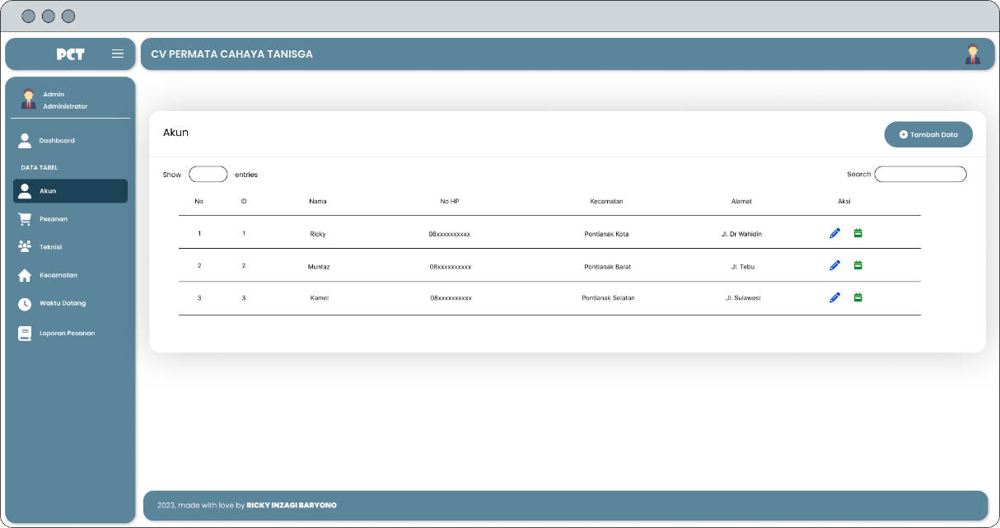 PCT
CV PERMATA CAHAYA TANISGA
Admin
Administrator
Dashboard
DATA TABEL
Akun
Pesanan
Teknisi
Kecamatan
Waktu Datang
Laporan Pesanan
Akun
Tambah Data
Show entries
Search
No ID Nama No HP Kecamatan Alamat Aksi
1 1 Ricky 08xxxxxxxxxx Pontianak Kota Jl. Dr Wahidin
2 2 Muntaz 08xxxxxxxxxx Pontianak Barat Jl. Tebu
3 3 Kamel 08xxxxxxxxxx Pontianak Selatan Jl. Sulawesi
2023, made with love by RICKY INZAGI BARYONO